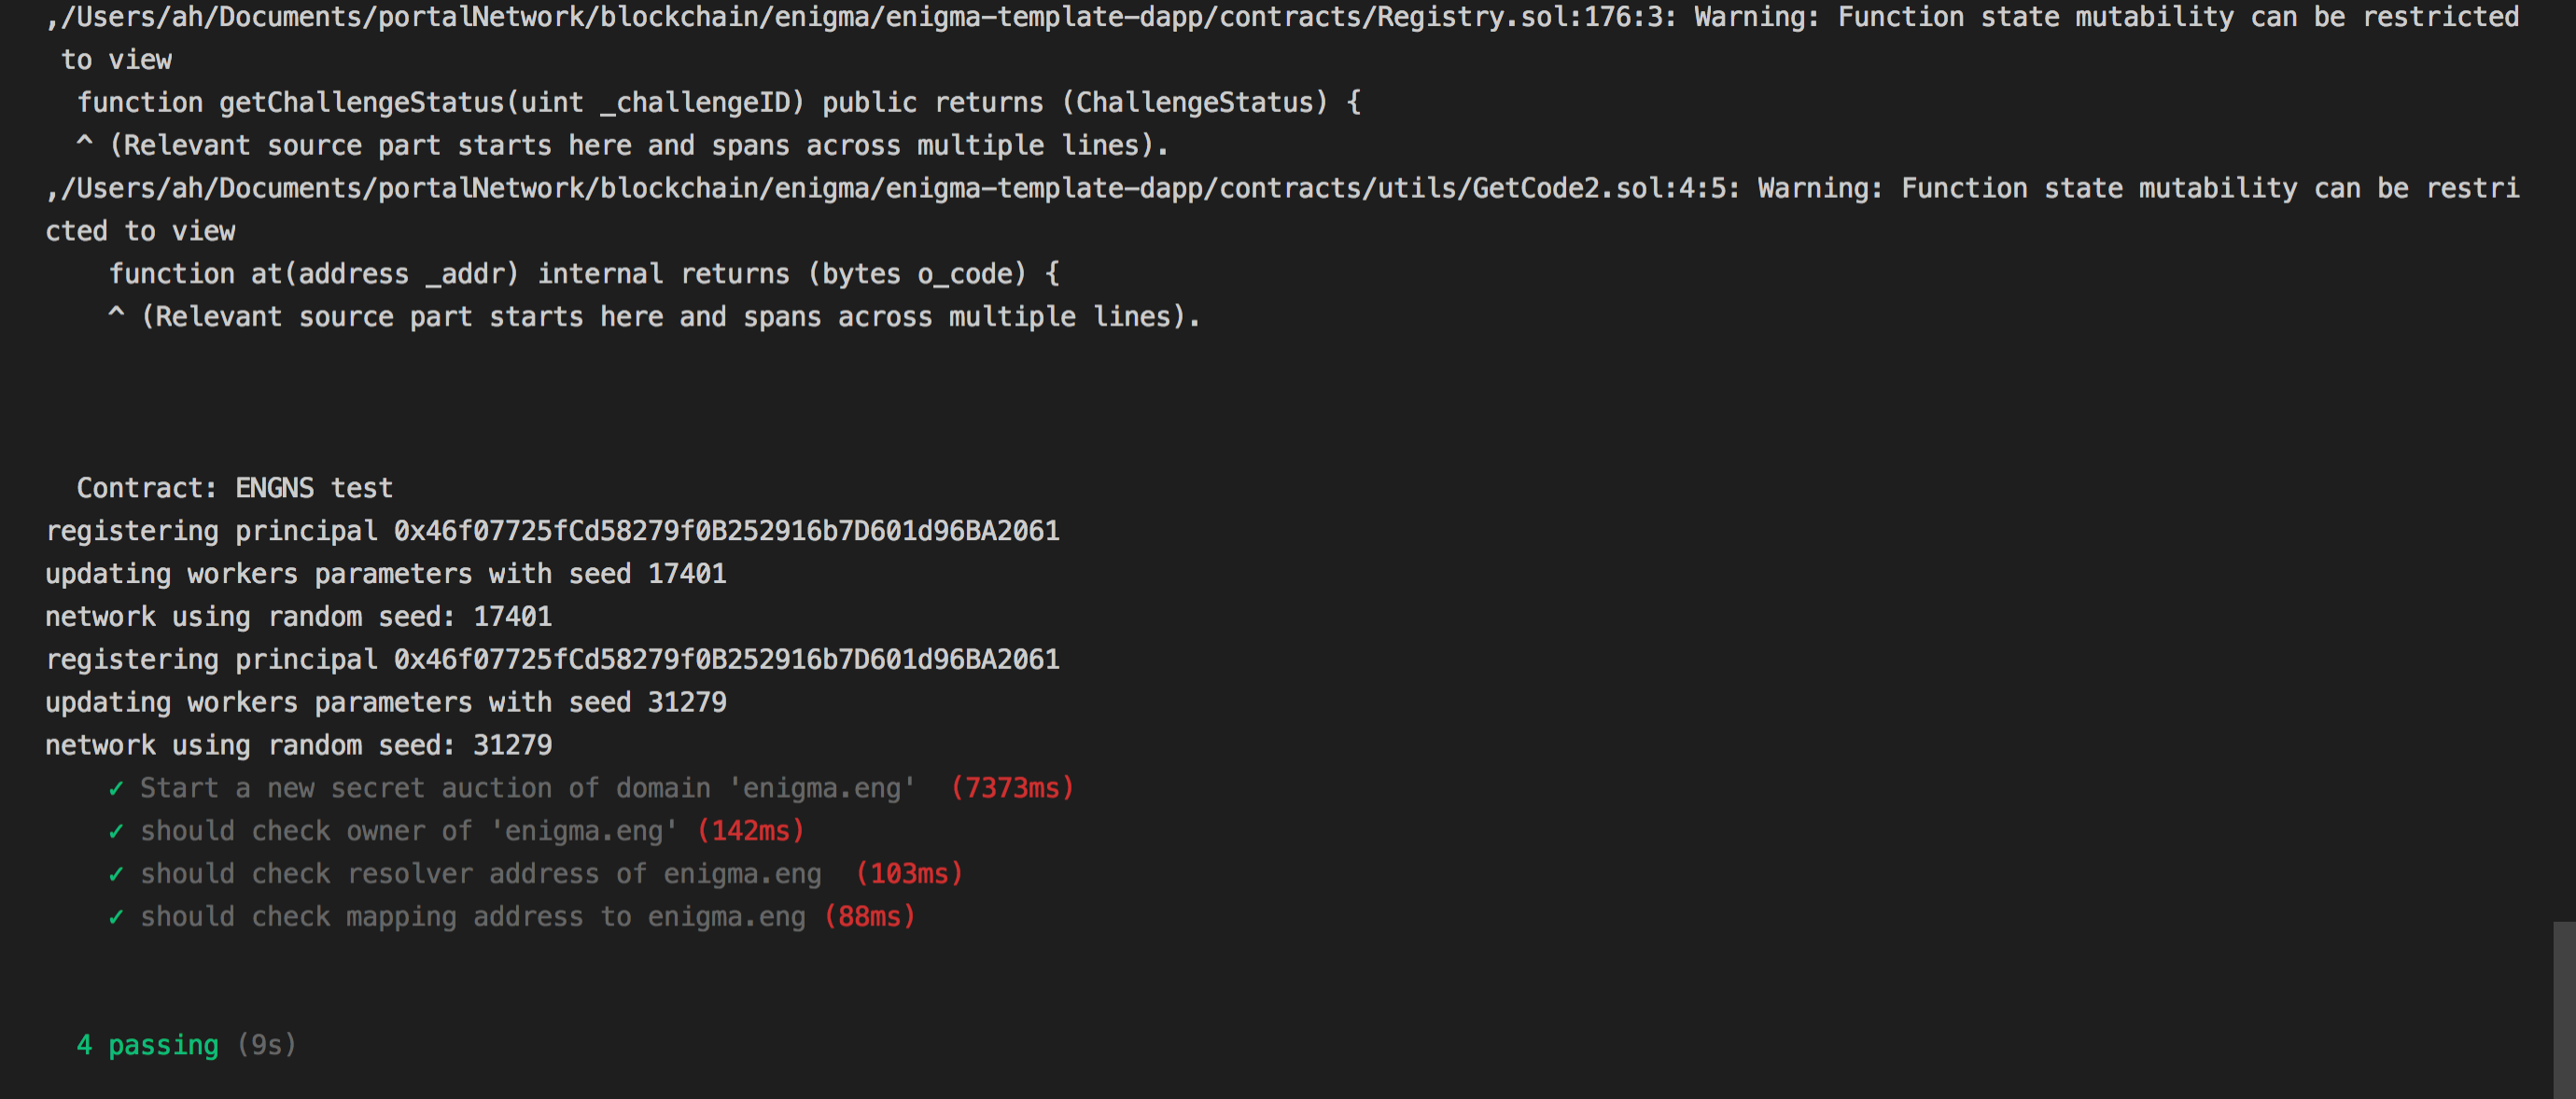 ,/Users/ah/Documents/portalNetwork/blockchain/enigma/enigma-template-dapp/contracts/Registry.sol:176:3: Warning: Function state mutability can be restricted
 to view
  function getChallengeStatus(uint _challengeID) public returns (ChallengeStatus) {
  ^ (Relevant source part starts here and spans across multiple lines).
,/Users/ah/Documents/portalNetwork/blockchain/enigma/enigma-template-dapp/contracts/utils/GetCode2.sol:4:5: Warning: Function state mutability can be restri
cted to view
    function at(address _addr) internal returns (bytes o_code) {
    ^ (Relevant source part starts here and spans across multiple lines).
  Contract: ENGNS test
registering principal 0x46f07725fCd58279f0B252916b7D601d96BA2061
updating workers parameters with seed 17401
network using random seed: 17401
registering principal 0x46f07725fCd58279f0B252916b7D601d96BA2061
updating workers parameters with seed 31279
network using random seed: 31279
    ✓ Start a new secret auction of domain 'enigma.eng'  (7373ms)
    ✓ should check owner of 'enigma.eng' (142ms)
    ✓ should check resolver address of enigma.eng  (103ms)
    ✓ should check mapping address to enigma.eng (88ms)
  4 passing (9s)